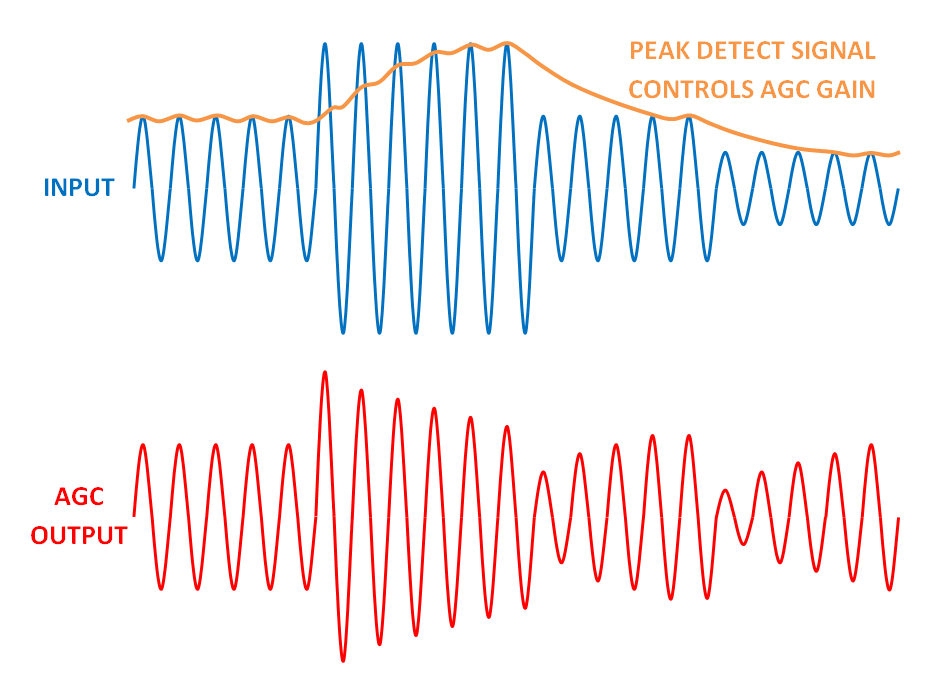 PEAK DETECT SIGNAL
CONTROLS AGC GAIN
INPUT
AGC
OUTPUT